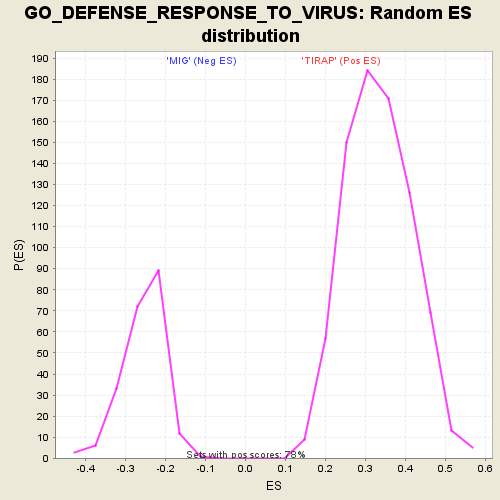 GO_DEFENSE_RESPONSE_TO_VIRUS: Random ES
distribution
'MIG' (Neg ES)
'TIRAP' (Pos ES)
190
180
170
160
150
140
130
120
110
100
90
80
70
60
50
40
30
20
10
0
P(ES)
Sets with pos scores: 78%
-0.4 -0.3 -0.2 -0.1 0.0 0.1 0.2 0.3 0.4 0.5 0.6
ES